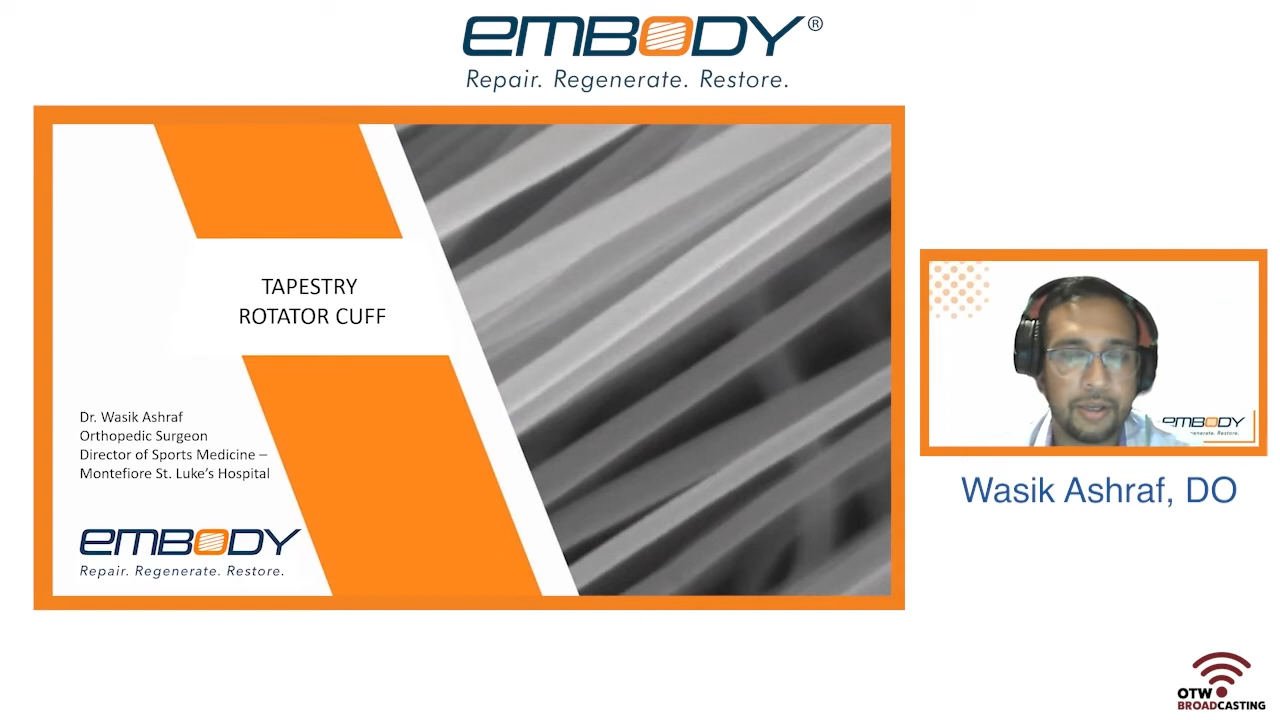 EMBODY®
Repair. Regenerate. Restore.
TAPESTRY
ROTATOR CUFF
Dr. Wasik Ashraf
Orthopedic Surgeon
Director of Sports Medicine –
Montefiore St. Luke's Hospital
EMBODY
Repair. Regenerate. Restore.
EMBODY
Restore.
Wasik Ashraf, DO
OTW
BROADCASTING